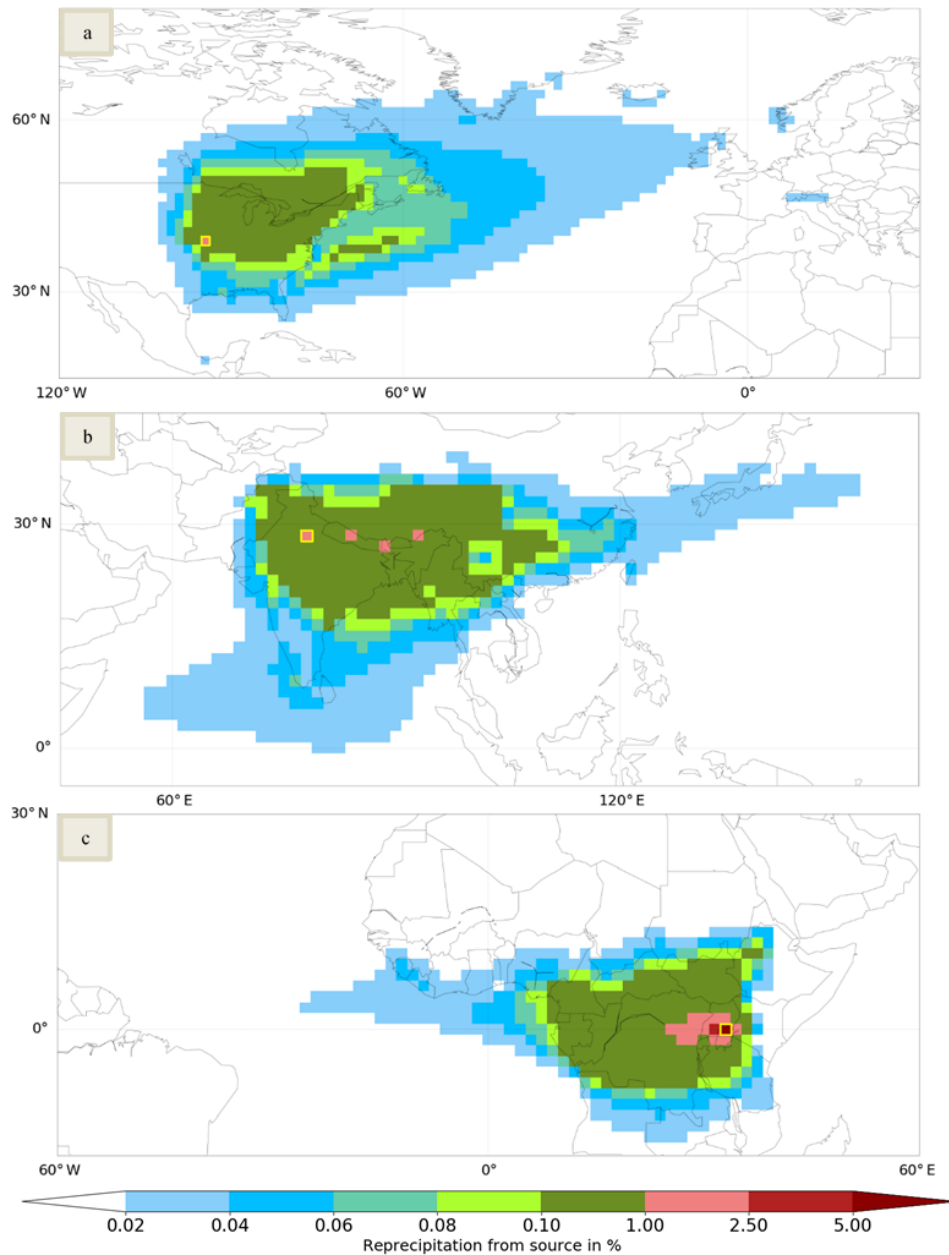 a
60° N
30° N
120° W 60° W 0°
b
30° N
0°
60° E 120° E
30° N
c
0°
60° W 0° 60° E
0.02 0.04 0.06 0.08 0.10 1.00 2.50 5.00
Reprecipitation from source in %